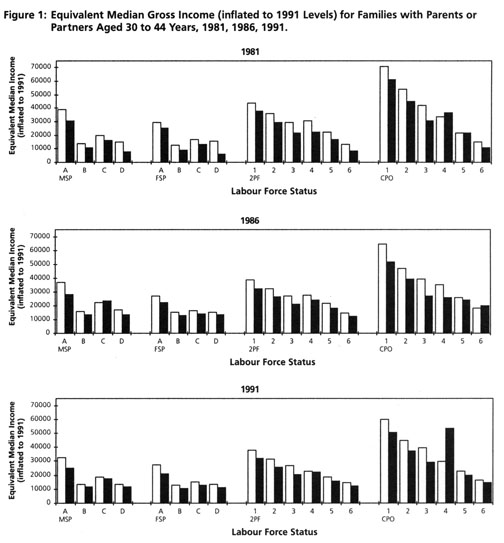 Figure 1: Equivalent Median Gross Income (inflated to 1991 Levels) for Families with Parents or
Partners Aged 30 to 44 Years, 1981, 1986, 1991.
1981
Equivalent Median Income
(inflated to 1991)
70000
60000
50000
40000
30000
20000
10000
0
A B C D A B C D 1 2 3 4 5 6 1 2 3 4 5 6
MSP FSP 2PF CPO
Labour Force Status
1986
Equivalent Median Income
(inflated to 1991)
70000
60000
50000
40000
30000
20000
10000
0
A B C D A B C D 1 2 3 4 5 6 1 2 3 4 5 6
MSP FSP 2PF CPO
Labour Force Status
1991
Equivalent Median Income
(inflated to 1991)
70000
60000
50000
40000
30000
20000
10000
0
A B C D A B C D 1 2 3 4 5 6 1 2 3 4 5 6
MSP FSP 2PF CPO
Labour Force Status